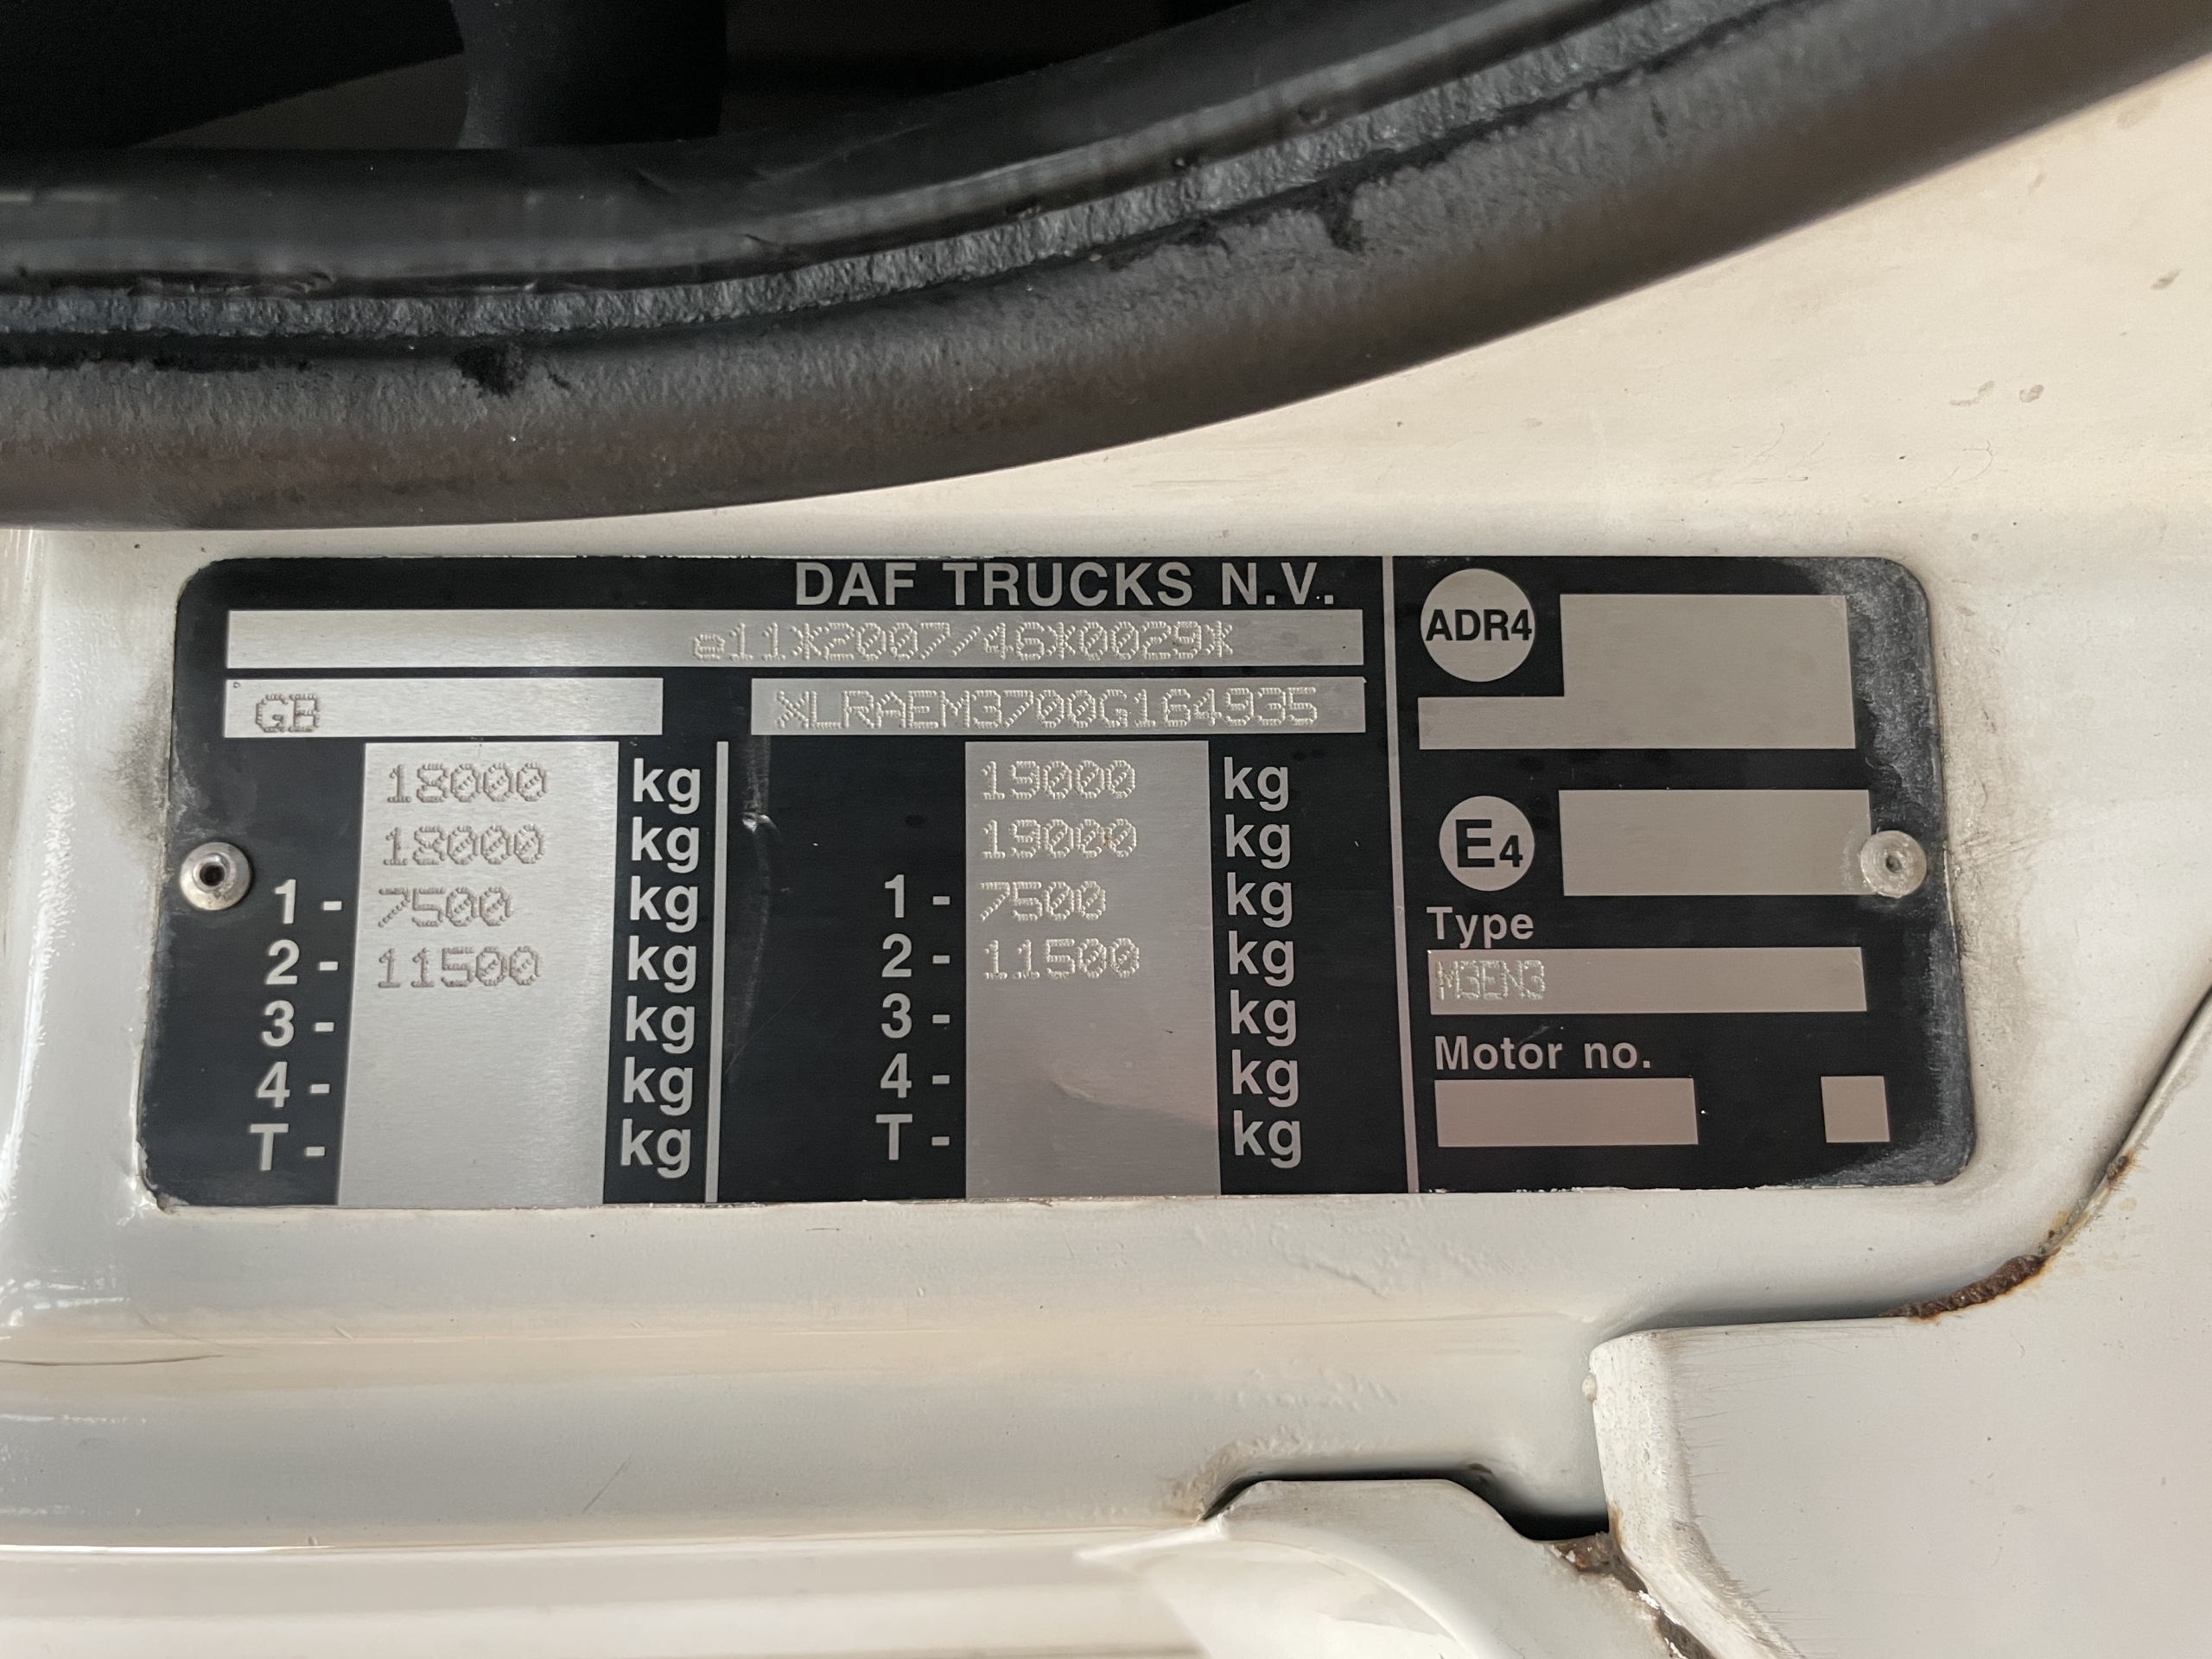 DAF TRUCKS N.V.
e11*2007/46*0029*
GB XLRAEM3700G164935
18000 kg 19000 kg
18000 kg 19000 kg
1 - 7500 kg 1 - 7500 kg
2 - 11500 kg 2 - 11500 kg
3 - kg 3 - kg
4 - kg 4 - kg
T - kg T - kg
ADR4
E4
Type
M3EN3
Motor no.